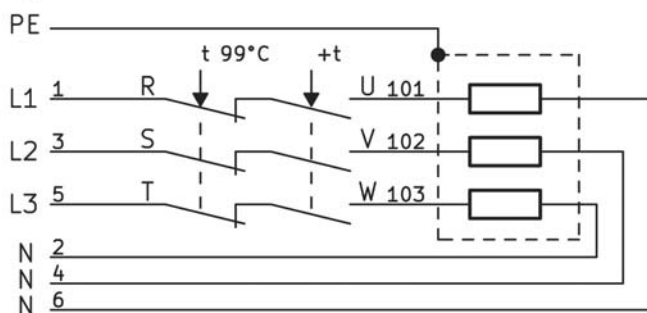 PE
t 99°C +t
L1 1 R U 101
L2 3 S V 102
L3 5 T W 103
N 2
N 4
N 6